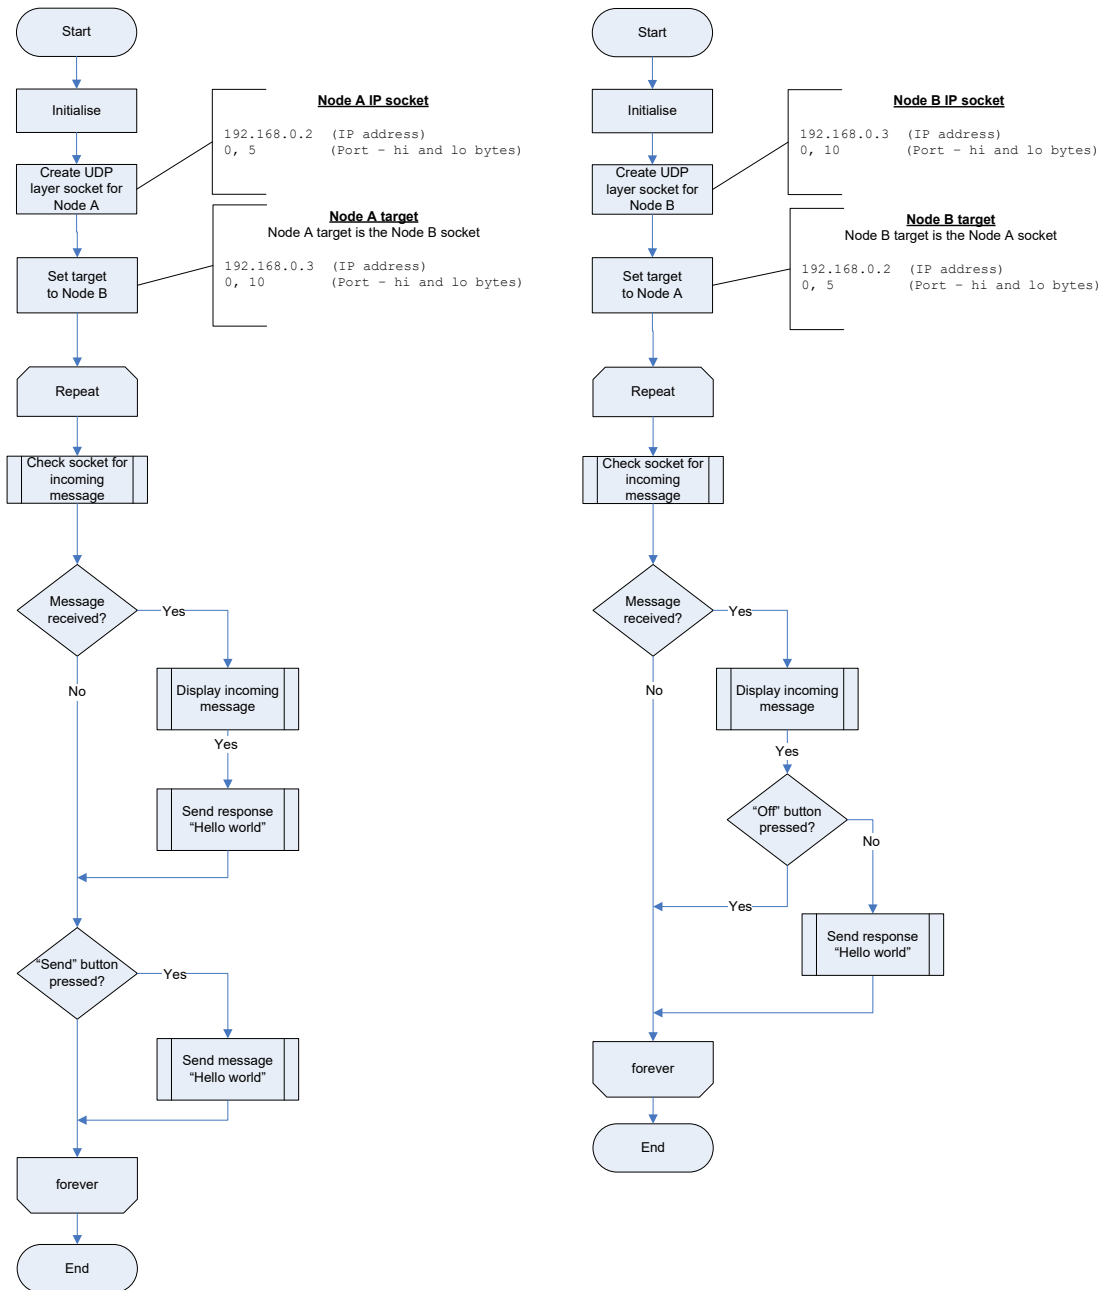 Start
Initialise
Node A IP socket
192.168.0.2 (IP address)
0, 5 (Port – hi and lo bytes)
Create UDP
layer socket for
Node A
Node A target
Node A target is the Node B socket
192.168.0.3 (IP address)
0, 10 (Port – hi and lo bytes)
Set target
to Node B
Repeat
Check socket for
incoming
message
Message
received?
Yes
No
Display incoming
message
Yes
Send response
“Hello world”
“Send” button
pressed?
Yes
Send message
“Hello world”
forever
End
Start
Initialise
Node B IP socket
192.168.0.3 (IP address)
0, 10 (Port – hi and lo bytes)
Create UDP
layer socket for
Node B
Node B target
Node B target is the Node A socket
192.168.0.2 (IP address)
0, 5 (Port – hi and lo bytes)
Set target
to Node A
Repeat
Check socket for
incoming
message
Message
received?
Yes
No
Display incoming
message
Yes
“Off” button
pressed?
No
Yes
Send response
“Hello world”
forever
End